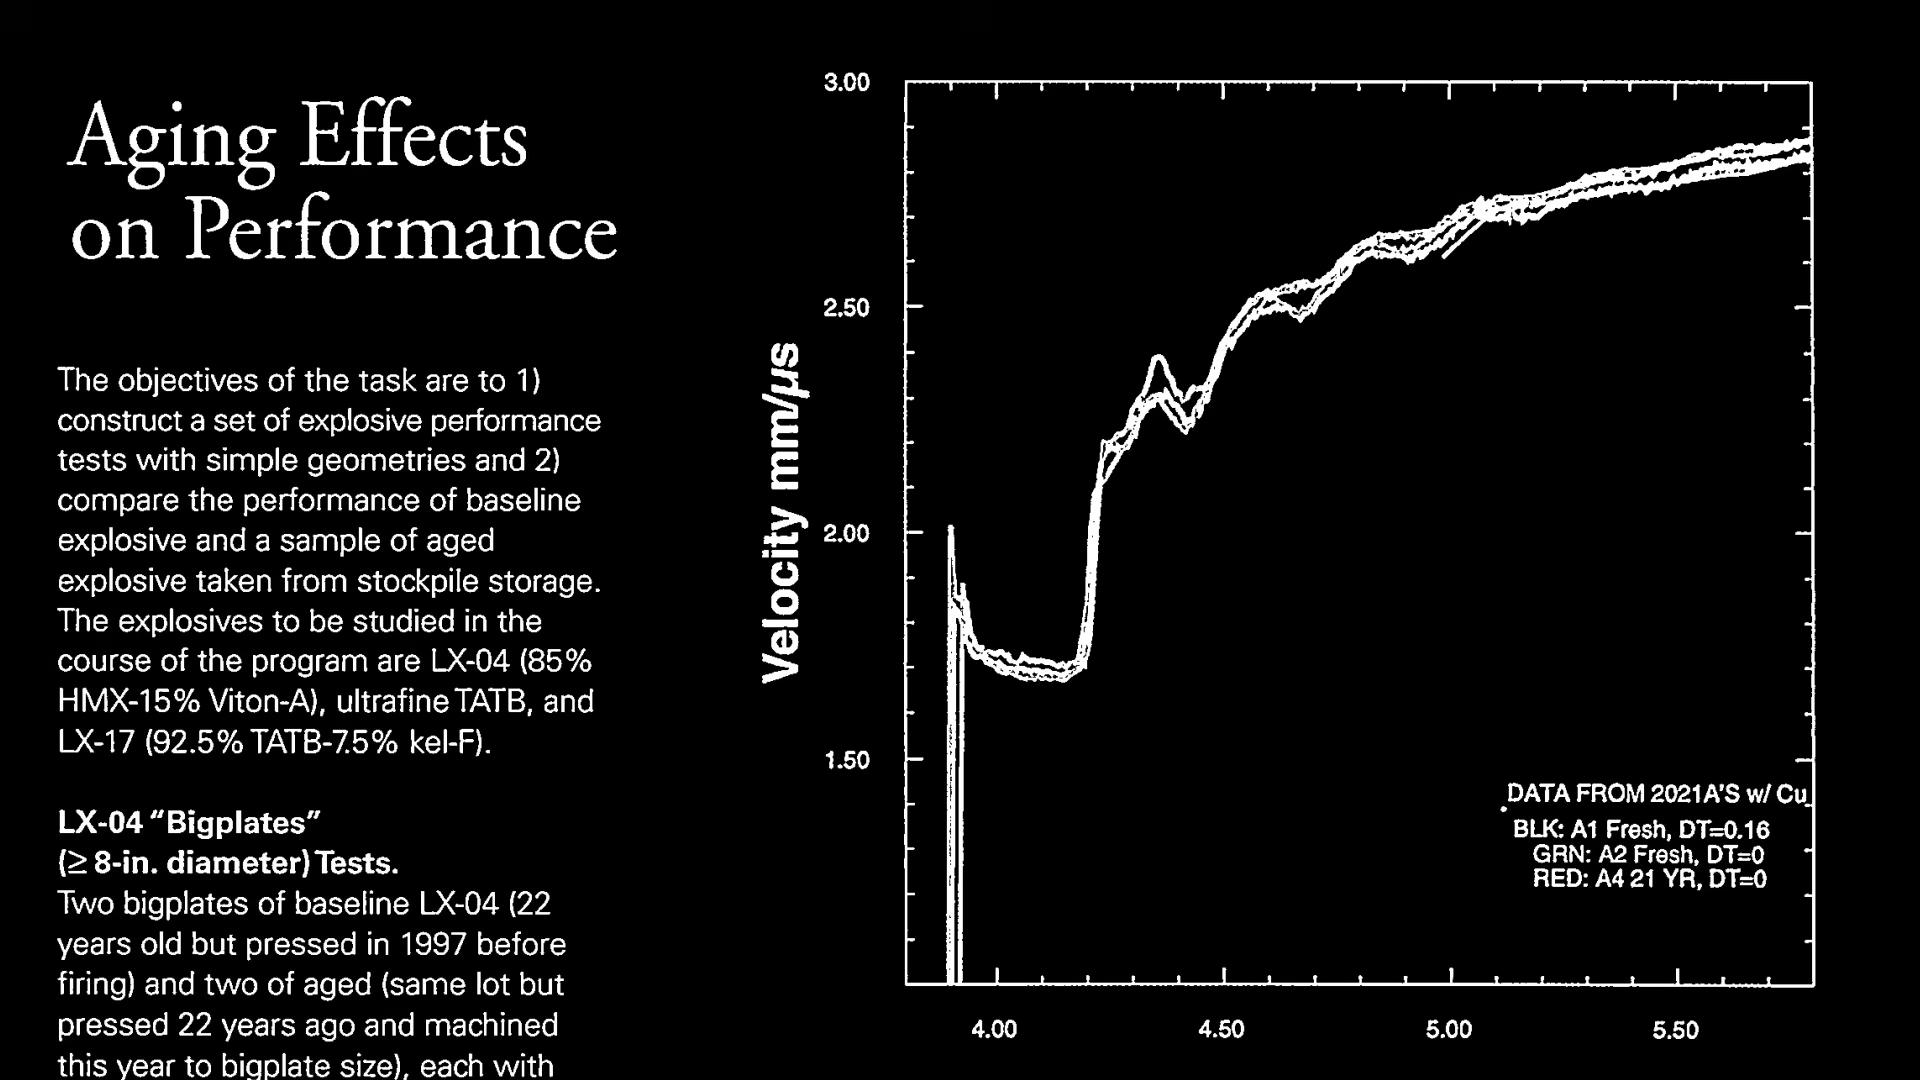 Aging Effects
on Performance
The objectives of the task are to 1)
construct a set of explosive performance
tests with simple geometries and 2)
compare the performance of baseline
explosive and a sample of aged
explosive taken from stockpile storage.
The explosives to be studied in the
course of the program are LX-04 (85%
HMX-15% Viton-A), ultrafine TATB, and
LX-17 (92.5% TATB-7.5% kel-F).
LX-04 “Bigplates”
(≥ 8-in. diameter) Tests.
Two bigplates of baseline LX-04 (22
years old but pressed in 1997 before
firing) and two of aged (same lot but
pressed 22 years ago and machined
this year to bigplate size), each with
Velocity mm/µs
3.00
2.50
2.00
1.50
DATA FROM 2021A'S w/ Cu
BLK: A1 Fresh, DT=0.16
GRN: A2 Fresh, DT=0
RED: A4 21 YR, DT=0
4.00 4.50 5.00 5.50